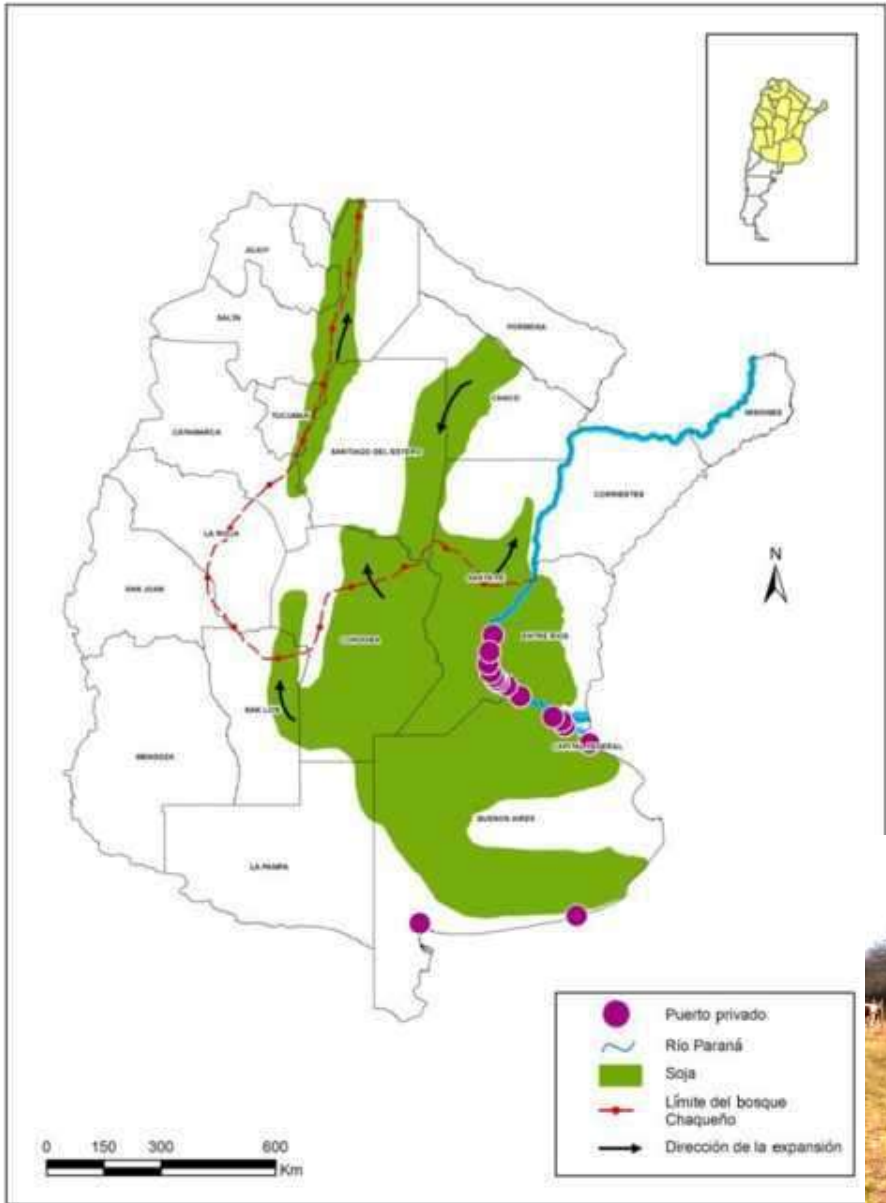 JUJUY
SALTA
FORMOSA
CHACO
MISIONES
TUCUMAN
CATAMARCA
SANTIAGO DEL ESTERO
CORRIENTES
LA RIOJA
SANTA FE
SAN JUAN
N
CORDOBA
ENTRE RIOS
SAN LUIS
CAPITAL FEDERAL
MENDOZA
BUENOS AIRES
LA PAMPA
Puerto privado
Río Paraná
Soja
Límite del bosque
Chaqueño
Dirección de la expansión
0 150 300 600
Km